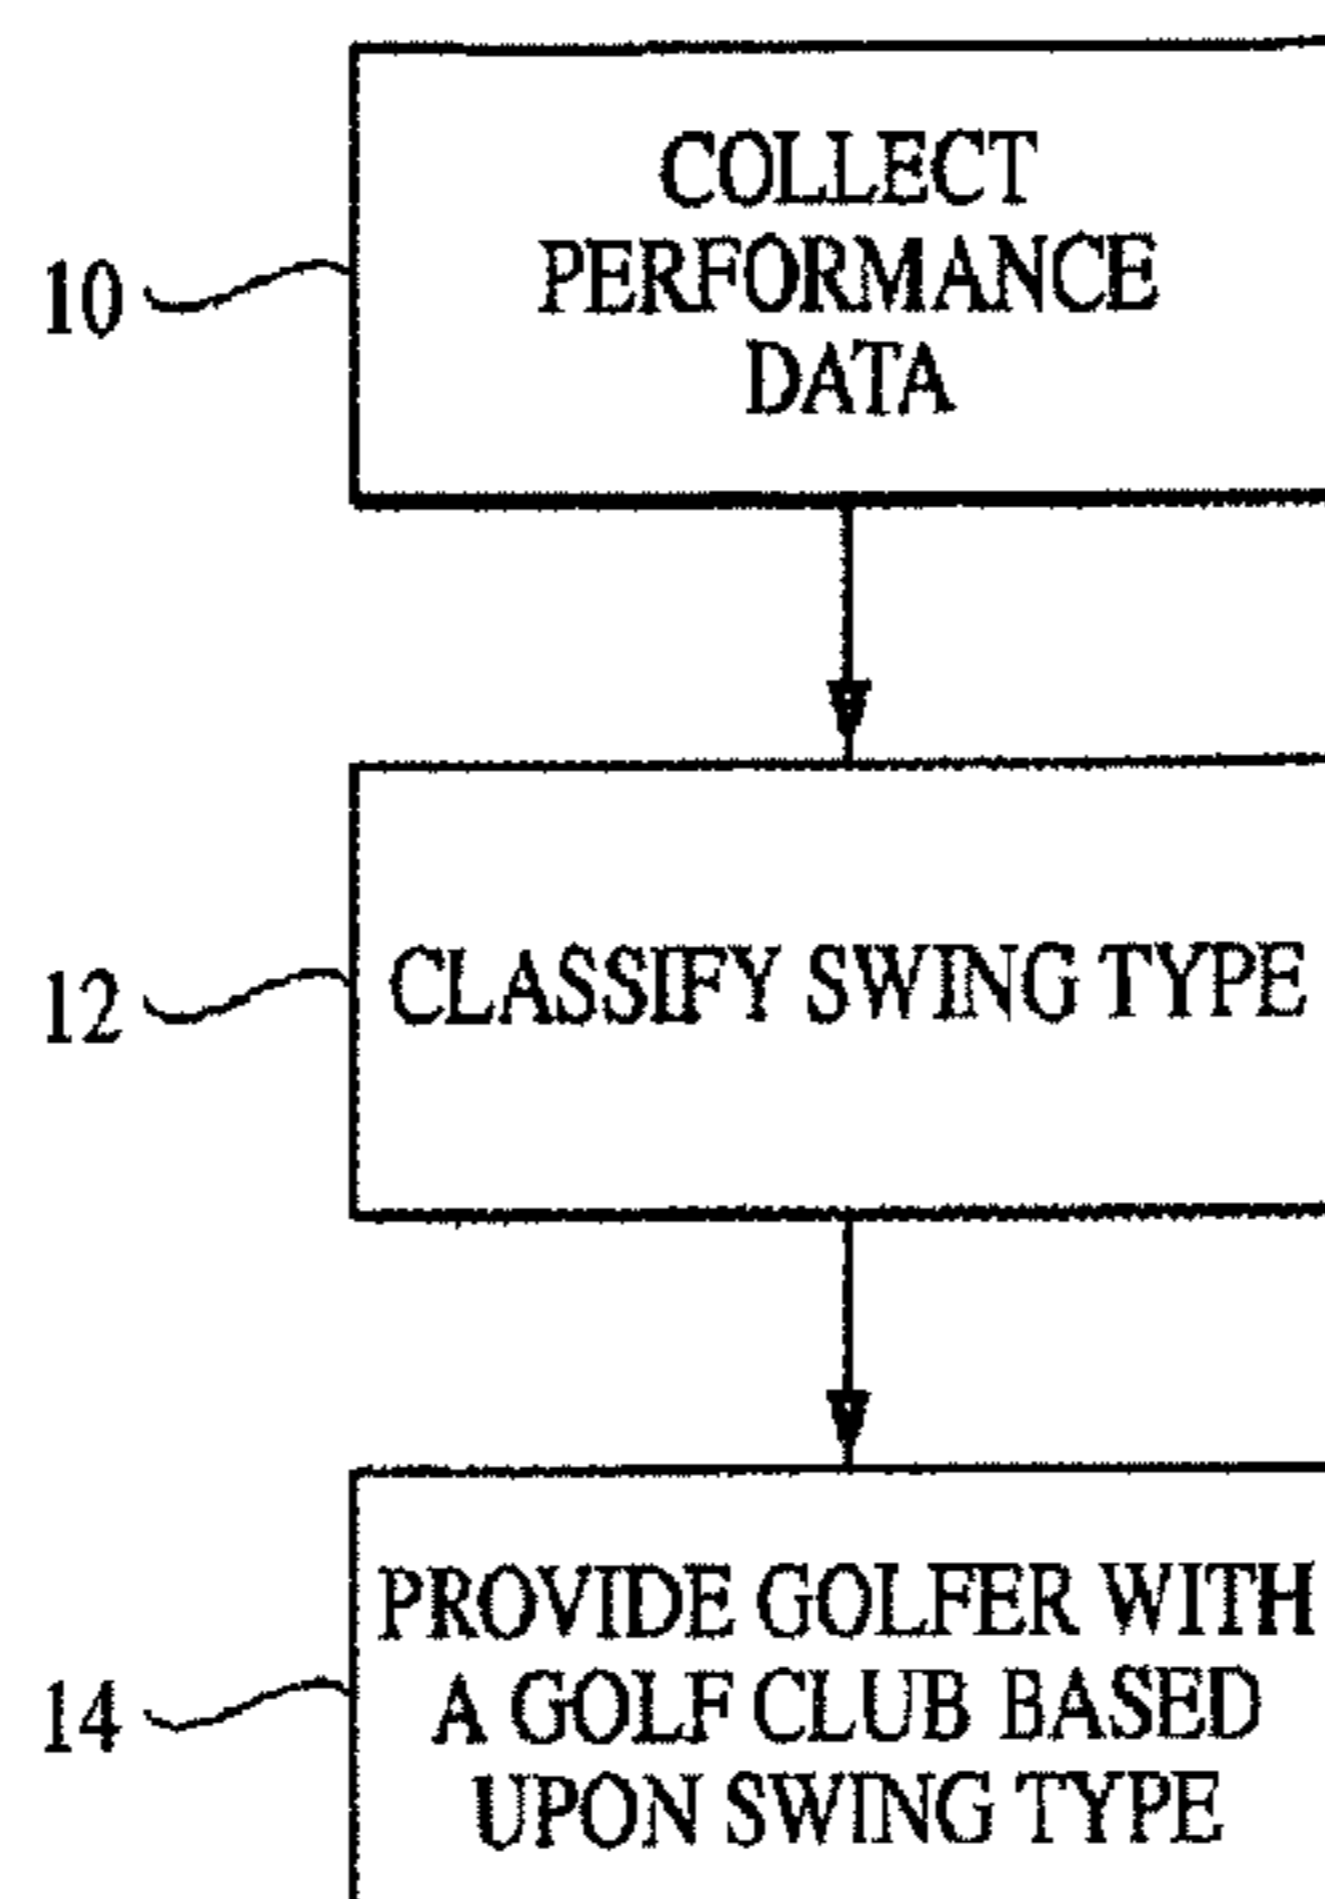 COLLECT
PERFORMANCE
DATA
10
CLASSIFY SWING TYPE
12
PROVIDE GOLFER WITH
A GOLF CLUB BASED
UPON SWING TYPE
14